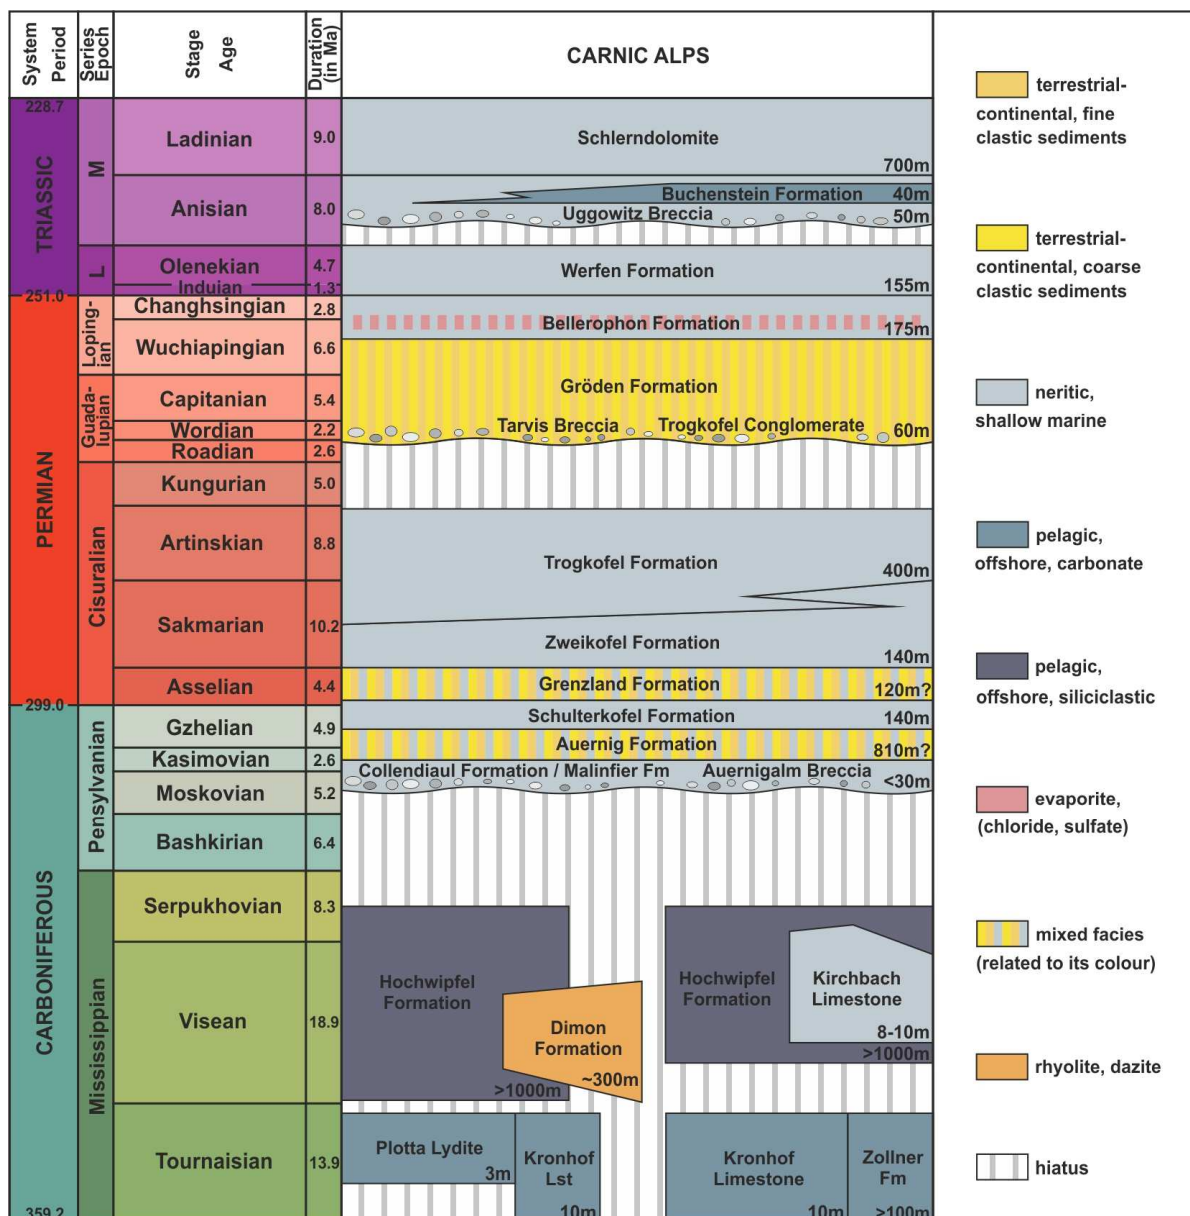 System
Period
Series
Epoch
Stage
Age
Duration
(in Ma)
CARNIC ALPS
228.7
TRIASSIC
251.0
PERMIAN
299.0
CARBONIFEROUS
359.2
M
L
Loping-
ian
Guada-
lupian
Cisuralian
Pensylvanian
Mississippian
Ladinian 9.0
Anisian 8.0
Olenekian 4.7
Induian 1.3
Changhsingian 2.8
Wuchiapingian 6.6
Capitanian 5.4
Wordian 2.2
Roadian 2.6
Kungurian 5.0
Artinskian 8.8
Sakmarian 10.2
Asselian 4.4
Gzhelian 4.9
Kasimovian 2.6
Moskovian 5.2
Bashkirian 6.4
Serpukhovian 8.3
Visean 18.9
Tournaisian 13.9
Schlerndolomite
700m
Buchenstein Formation 40m
Uggowitz Breccia 50m
Werfen Formation
155m
Bellerophon Formation 175m
Gröden Formation
Tarvis Breccia Trogkofel Conglomerate 60m
Trogkofel Formation 400m
Zweikofel Formation
140m
Grenzland Formation 120m?
Schulterkofel Formation 140m
Auernig Formation 810m?
Collendiaul Formation / Malinfier Fm Auernigalm Breccia <30m
Hochwipfel
Formation
>1000m
Dimon
Formation
~300m
Hochwipfel
Formation
Kirchbach
Limestone
8-10m
>1000m
Plotta Lydite
3m
Kronhof
Lst
10m
Kronhof
Limestone
10m
Zollner
Fm
>100m
terrestrial-
continental, fine
clastic sediments
terrestrial-
continental, coarse
clastic sediments
neritic,
shallow marine
pelagic,
offshore, carbonate
pelagic,
offshore, siliciclastic
evaporite,
(chloride, sulfate)
mixed facies
(related to its colour)
rhyolite, dazite
hiatus